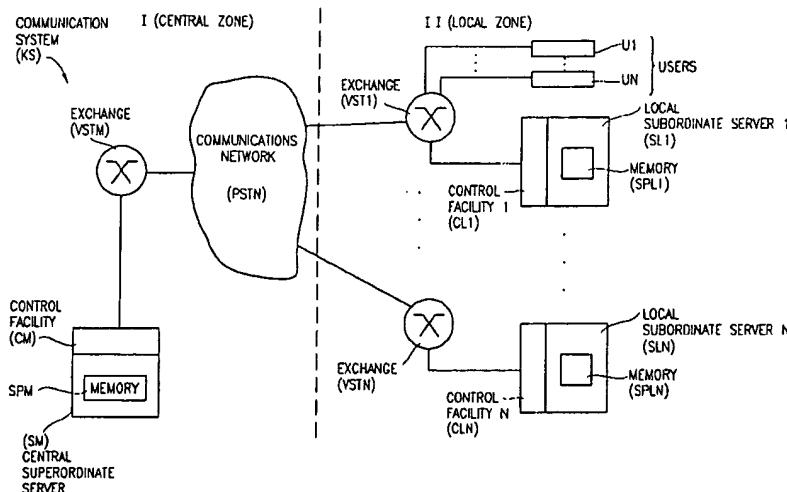 COMMUNICATION
SYSTEM
(KS)
I (CENTRAL ZONE)
I I (LOCAL ZONE)
U1
UN
USERS
EXCHANGE
(VST1)
EXCHANGE
(VSTM)
COMMUNICATIONS
NETWORK
(PSTN)
LOCAL
SUBORDINATE SERVER 1
(SL1)
MEMORY
(SPL1)
CONTROL
FACILITY 1
(CL1)
CONTROL
FACILITY
(CM)
SPM
MEMORY
(SM)
CENTRAL
SUPERORDINATE
SERVER
EXCHANGE
(VSTN)
LOCAL
SUBORDINATE SERVER N
(SLN)
MEMORY
(SPLN)
CONTROL
FACILITY N
(CLN)